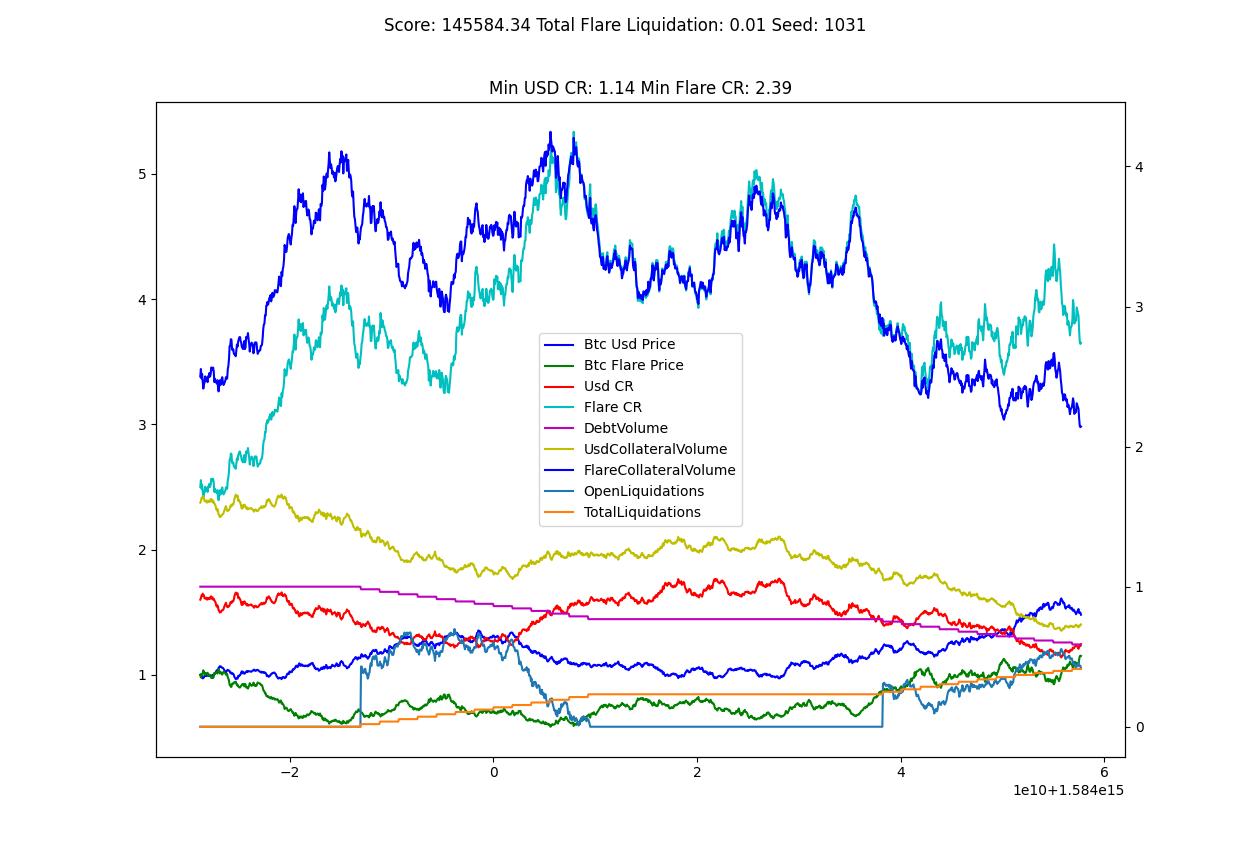 Score: 145584.34 Total Flare Liquidation: 0.01 Seed: 1031
Min USD CR: 1.14 Min Flare CR: 2.39
5
4
3
2
1
4
3
2
1
0
Btc Usd Price
Btc Flare Price
Usd CR
Flare CR
DebtVolume
UsdCollateralVolume
FlareCollateralVolume
OpenLiquidations
TotalLiquidations
−2 0 2 4 6
1e10+1.584e15